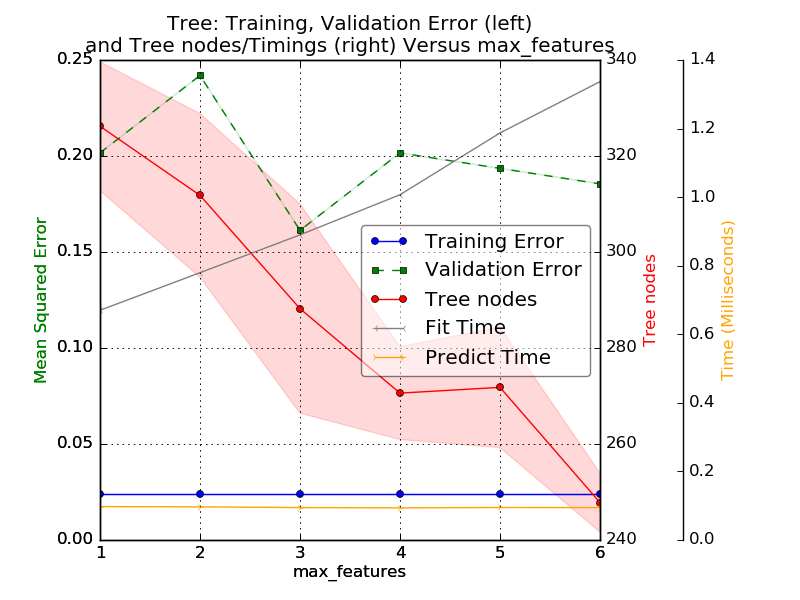 Tree: Training, Validation Error (left)
and Tree nodes/Timings (right) Versus max_features
0.25
0.20
0.15
0.10
0.05
0.00
Mean Squared Error
1 2 3 4 5 6
max_features
340
320
300
280
260
240
Tree nodes
1.4
1.2
1.0
0.8
0.6
0.4
0.2
0.0
Time (Milliseconds)
Training Error
Validation Error
Tree nodes
Fit Time
Predict Time